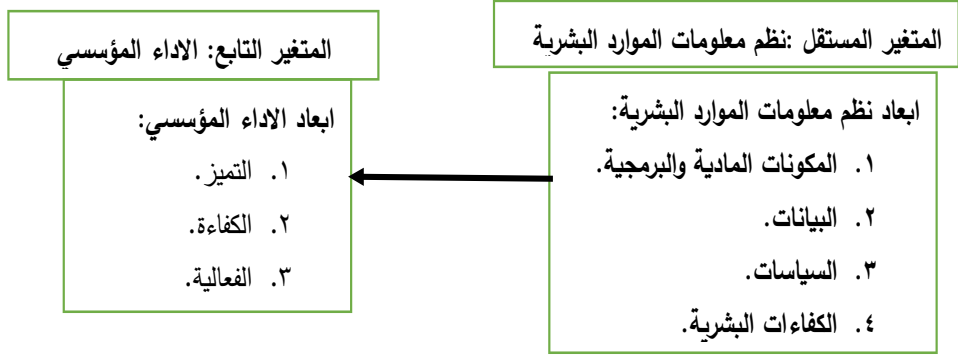 المتغير المستقل :نظم معلومات الموارد البشرية
ابعاد نظم معلومات الموارد البشرية:
١. المكونات المادية والبرمجية.
٢. البيانات.
٣. السياسات.
٤. الكفاءات البشرية.
المتغير التابع: الاداء المؤسسي
ابعاد الاداء المؤسسي:
١. التميز.
٢. الكفاءة.
٣. الفعالية.